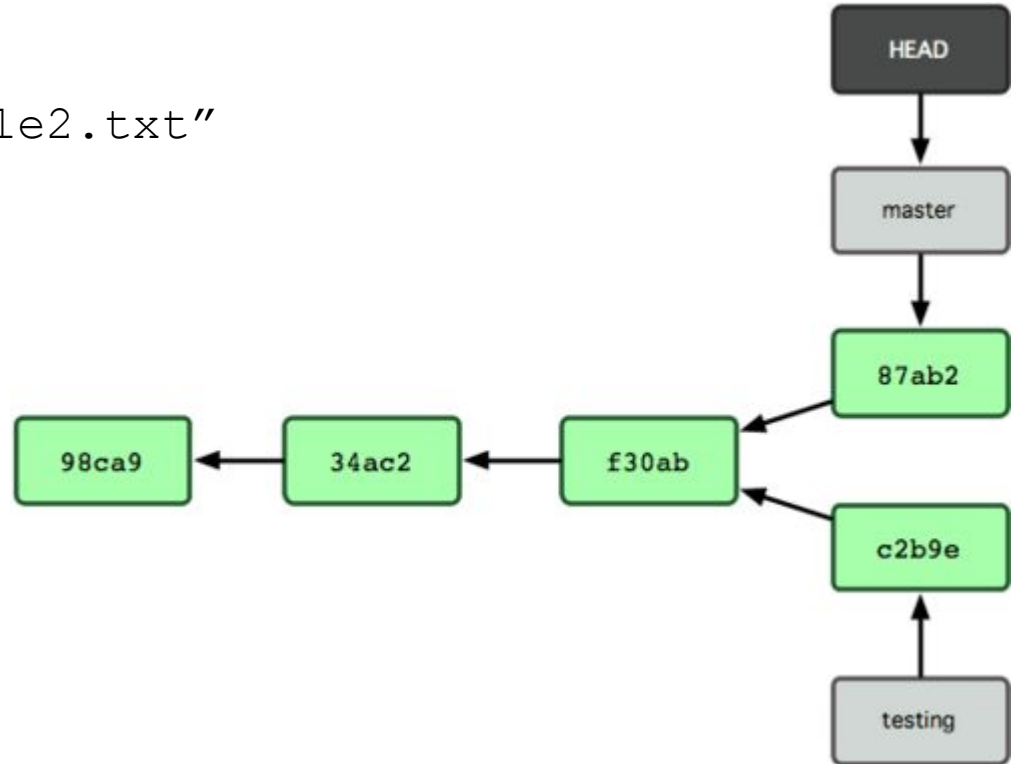 HEAD
le2.txt”
master
87ab2
98ca9 34ac2 f30ab
c2b9e
testing